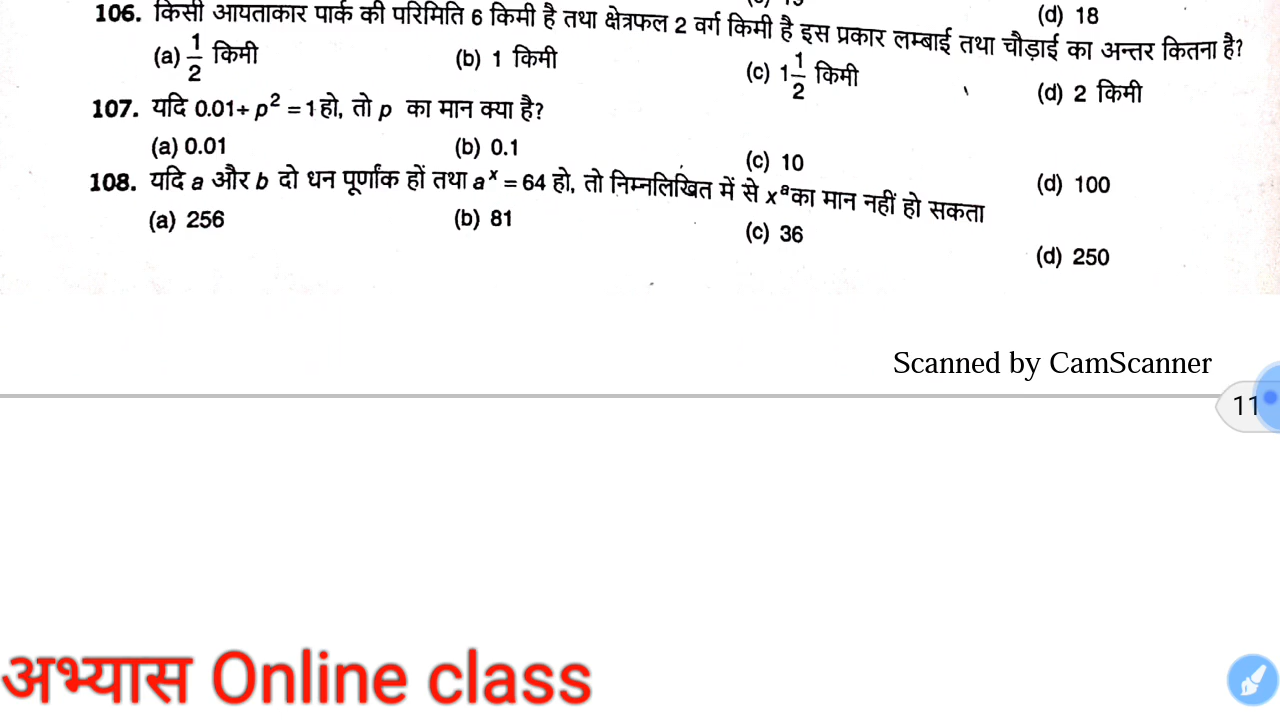 (d) 18
106. किसी आयताकार पार्क की परिमिति 6 किमी है तथा क्षेत्रफल 2 वर्ग किमी है इस प्रकार लम्बाई तथा चौड़ाई का अन्तर कितना है?
(a) 1/2 किमी (b) 1 किमी (c) 1 1/2 किमी (d) 2 किमी
107. यदि 0.01+ p² = 1 हो, तो p का मान क्या है?
(a) 0.01 (b) 0.1 (c) 10 (d) 100
108. यदि a और b दो धन पूर्णांक हों तथा aˣ = 64 हो, तो निम्नलिखित में से xᵃ का मान नहीं हो सकता
(a) 256 (b) 81 (c) 36 (d) 250
Scanned by CamScanner
11
अभ्यास Online class